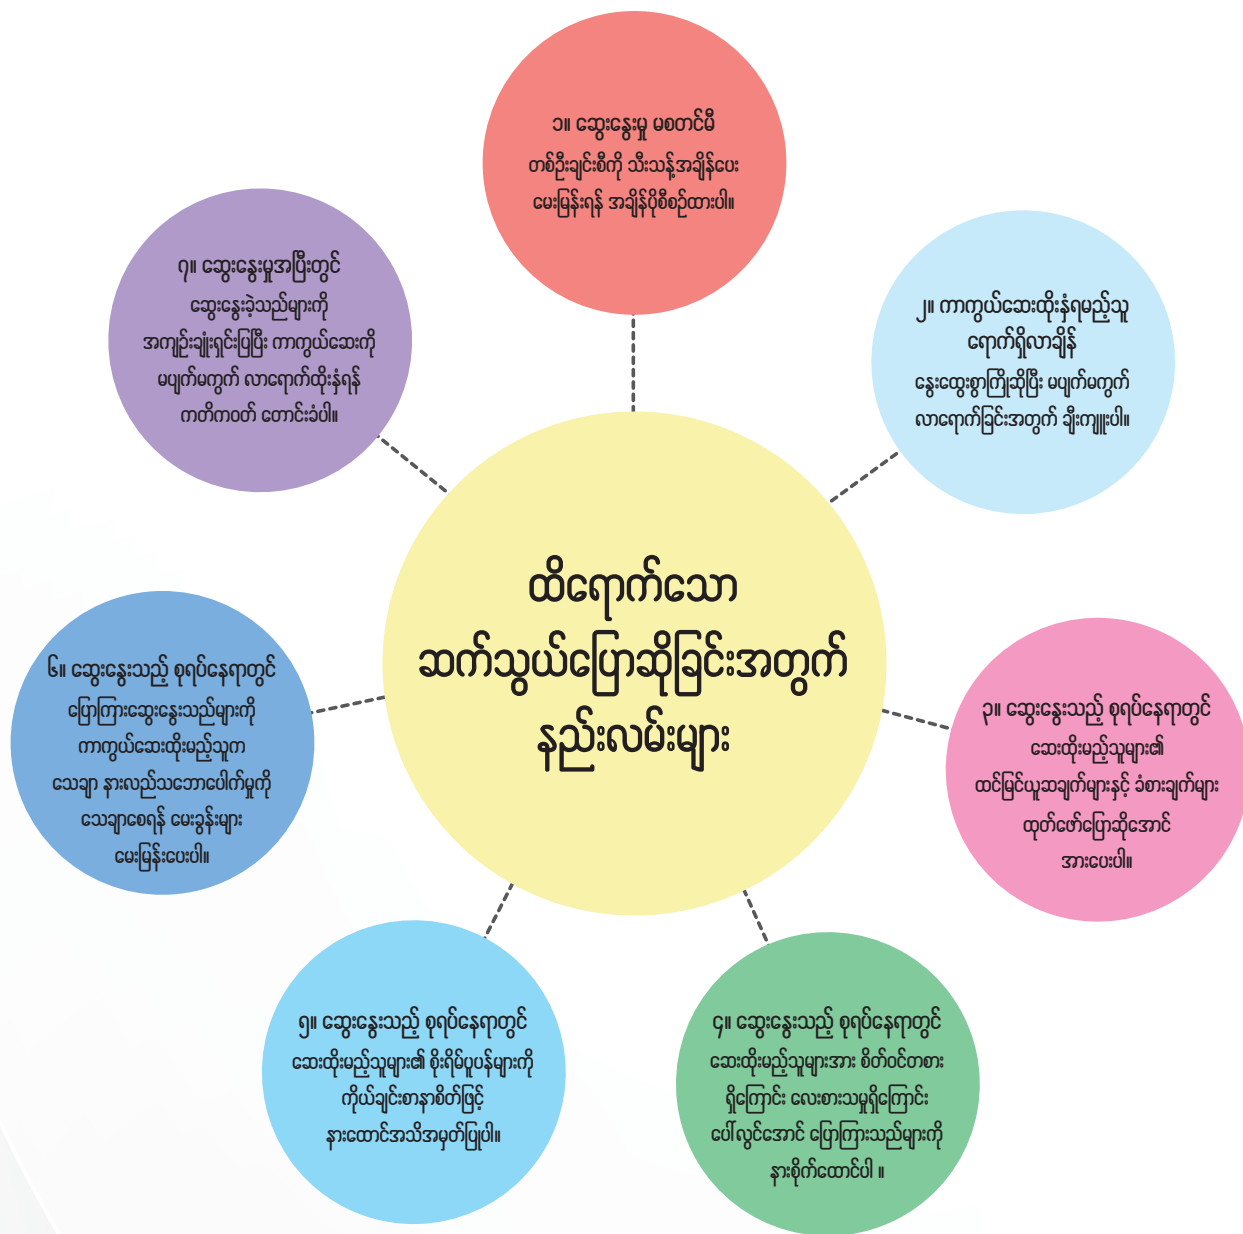 ထိရောက်သော
ဆက်သွယ်ပြောဆိုခြင်းအတွက်
နည်းလမ်းများ
၁။ ဆွေးနွေးမှု မစတင်မီ
တစ်ဦးချင်းစီကို သီးသန့်အချိန်ပေး
မေးမြန်းရန် အချိန်ပိုစီစဉ်ထားပါ။
၂။ ကာကွယ်ဆေးထိုးနှံရမည့်သူ
ရောက်ရှိလာချိန်
နွေးထွေးစွာကြိုဆိုပြီး မပျက်မကွက်
လာရောက်ခြင်းအတွက် ချီးကျူးပါ။
၃။ ဆွေးနွေးသည့် စုရပ်နေရာတွင်
ဆေးထိုးမည့်သူများ၏
ထင်မြင်ယူဆချက်များနှင့် ခံစားချက်များ
ထုတ်ဖော်ပြောဆိုအောင်
အားပေးပါ။
၄။ ဆွေးနွေးသည့် စုရပ်နေရာတွင်
ဆေးထိုးမည့်သူများအား စိတ်ဝင်တစား
ရှိကြောင်း လေးစားသမှုရှိကြောင်း
ပေါ်လွင်အောင် ပြောကြားသည်များကို
နားစိုက်ထောင်ပါ ။
၅။ ဆွေးနွေးသည့် စုရပ်နေရာတွင်
ဆေးထိုးမည့်သူများ၏ စိုးရိမ်ပူပန်များကို
ကိုယ်ချင်းစာနာစိတ်ဖြင့်
နားထောင်အသိအမှတ်ပြုပါ။
၆။ ဆွေးနွေးသည့် စုရပ်နေရာတွင်
ပြောကြားဆွေးနွေးသည်များကို
ကာကွယ်ဆေးထိုးမည့်သူက
သေချာ နားလည်သဘောပေါက်မှုကို
သေချာစေရန် မေးခွန်းများ
မေးမြန်းပေးပါ။
၇။ ဆွေးနွေးမှုအပြီးတွင်
ဆွေးနွေးခဲ့သည်များကို
အကျဉ်းချုံးရှင်းပြပြီး ကာကွယ်ဆေးကို
မပျက်မကွက် လာရောက်ထိုးနှံရန်
ကတိကဝတ် တောင်းခံပါ။